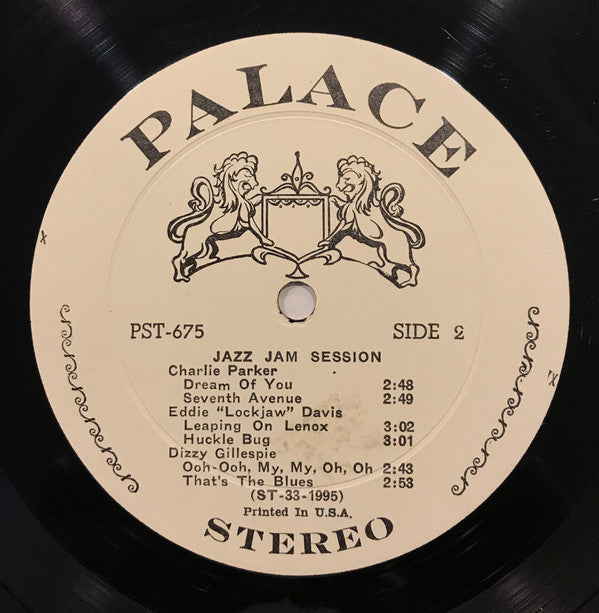 PALACE
PST-675 SIDE 2
JAZZ JAM SESSION
Charlie Parker
Dream Of You 2:48
Seventh Avenue 2:49
Eddie "Lockjaw" Davis
Leaping On Lenox 3:02
Huckle Bug 3:01
Dizzy Gillespie
Ooh-Ooh, My, My, Oh, Oh 2:43
That's The Blues 2:53
(ST-33-1995)
Printed In U.S.A.
STEREO